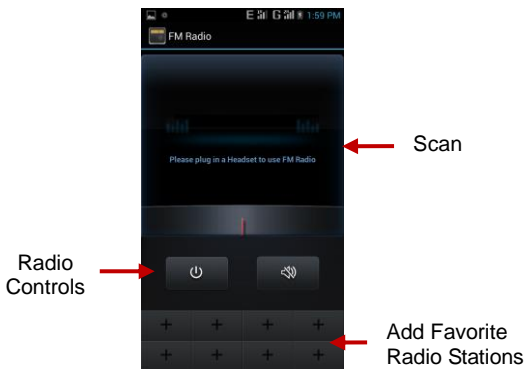 E G 1:59 PM
FM Radio
Please plug in a Headset to use FM Radio
Scan
Radio
Controls
Add Favorite
Radio Stations